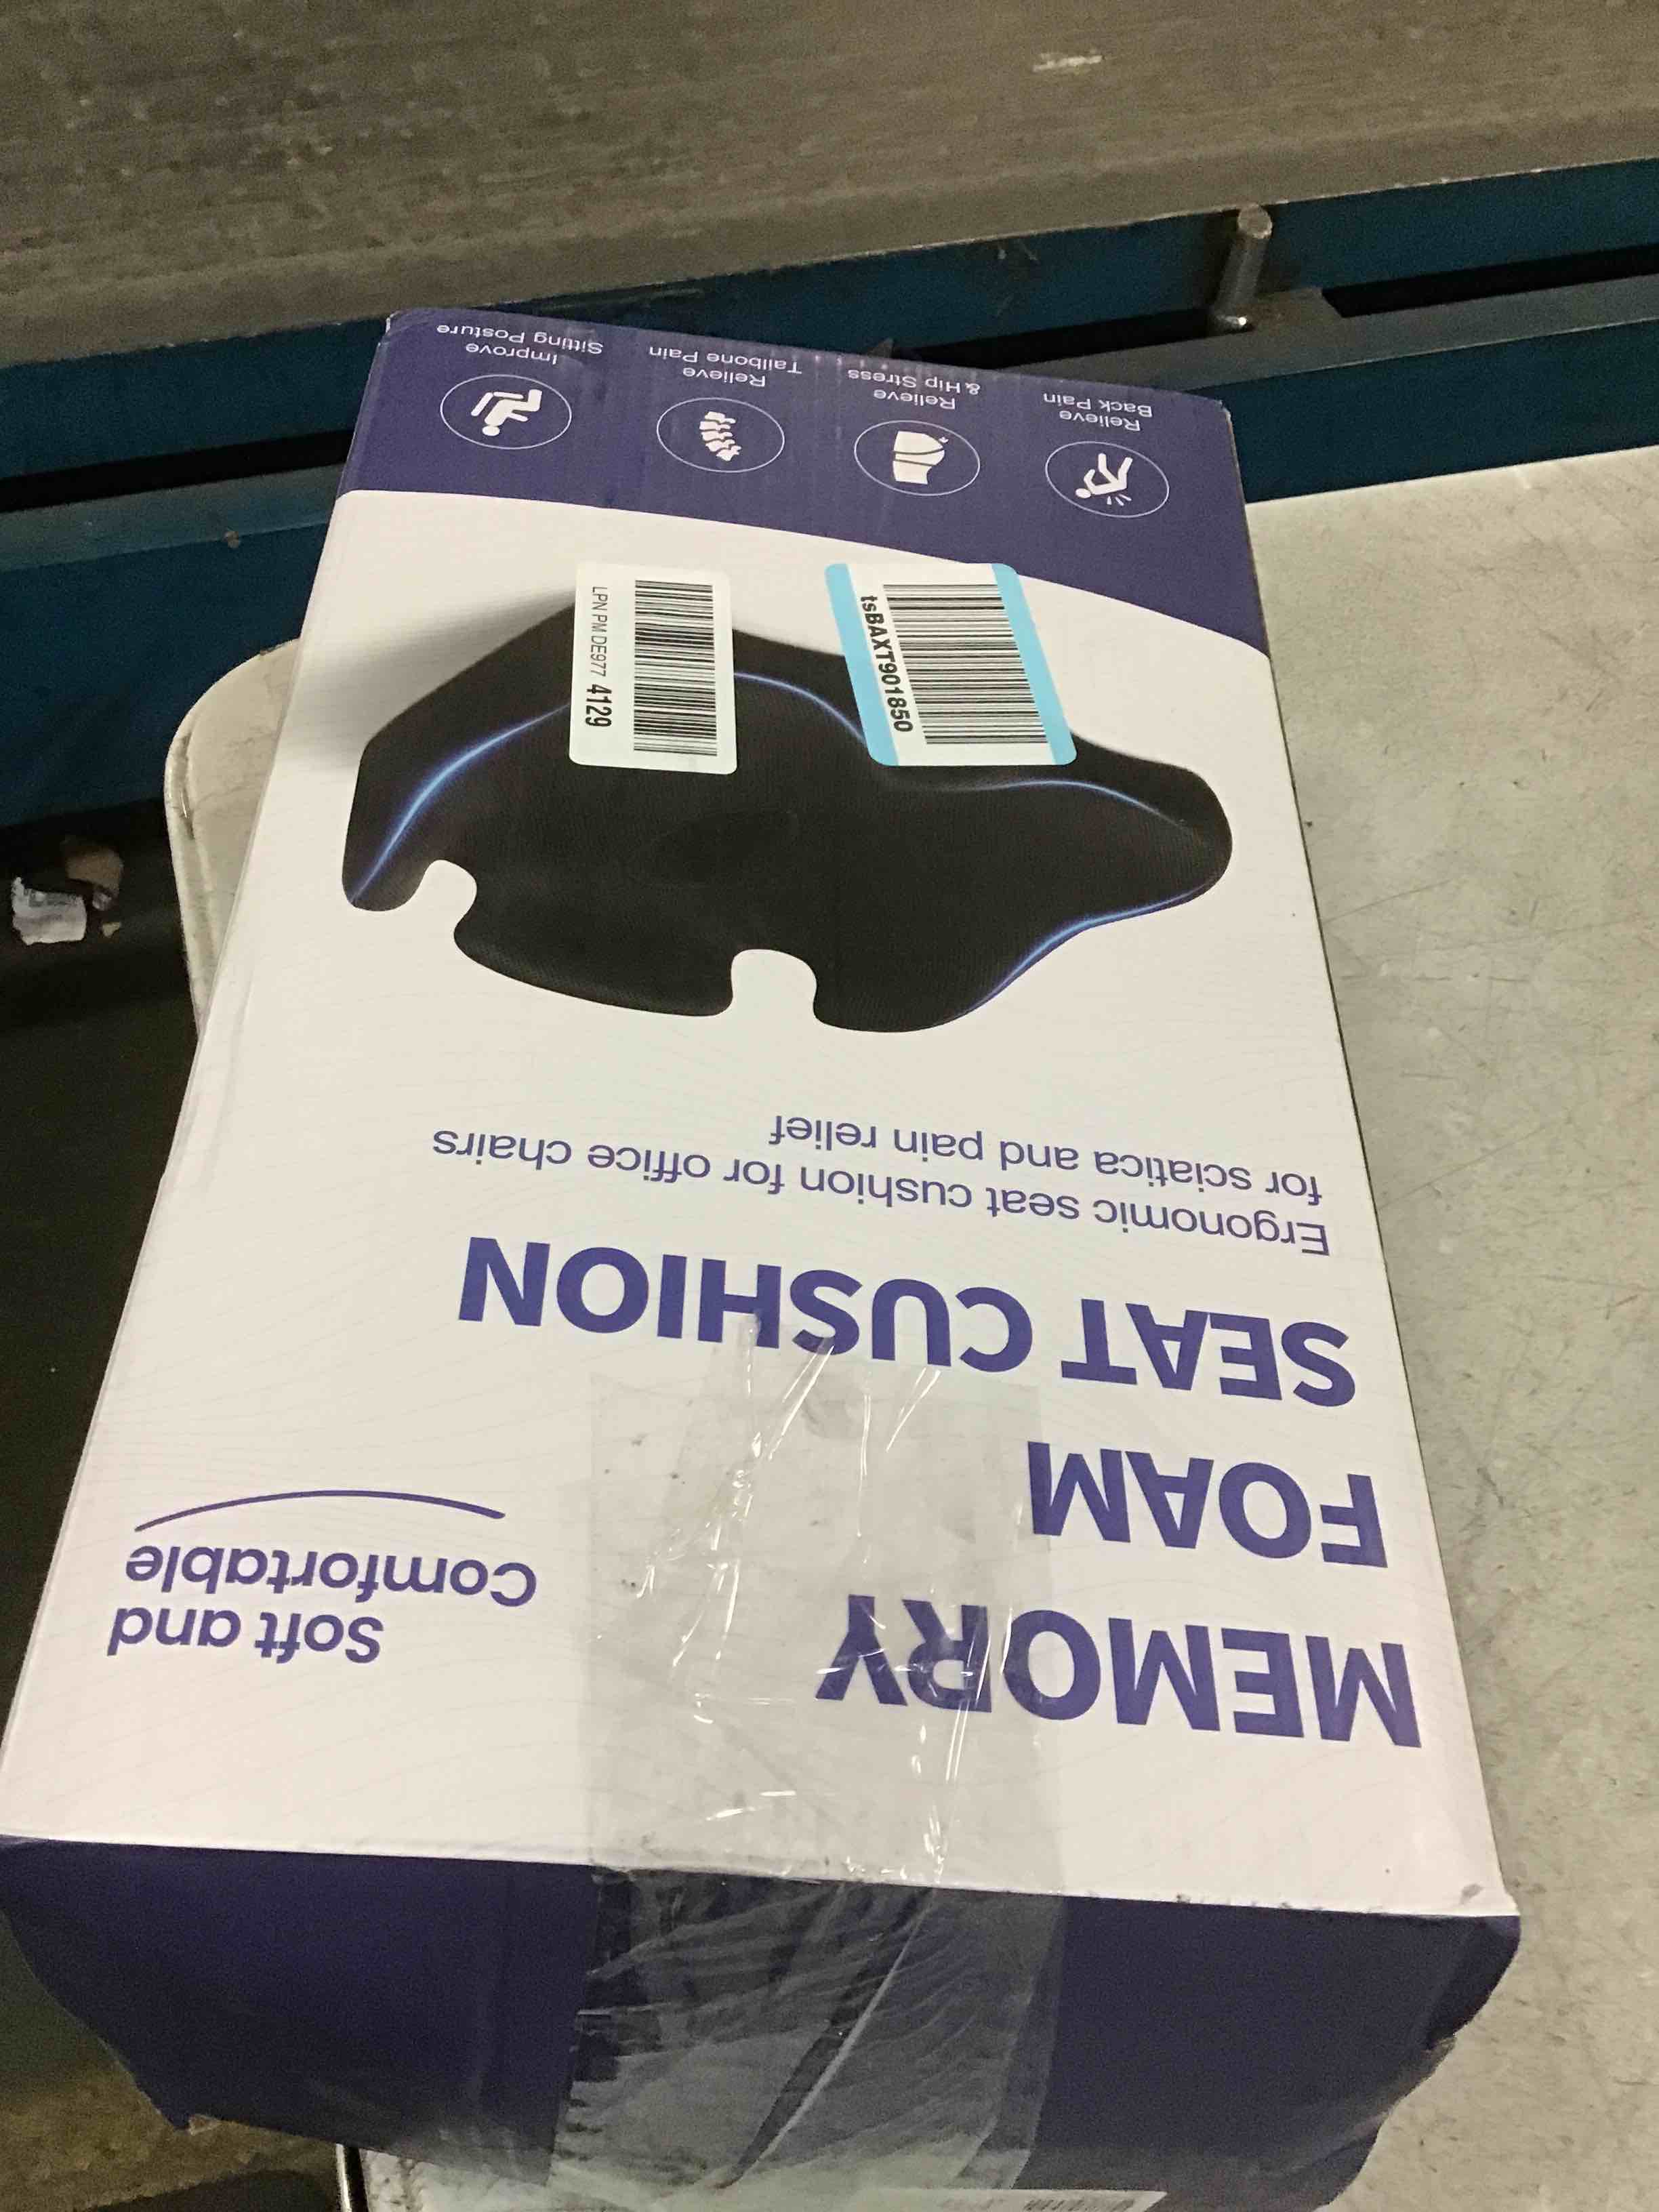 MEMORY
FOAM
SEAT CUSHION
Soft and
Comfortable
Ergonomic seat cushion for office chairs
for sciatica and pain relief
tsBAXT901850
LPN PM DE977 4129
Relieve
Back Pain
Relieve
& Hip Stress
Relieve
Tailbone Pain
Improve
Sitting Posture